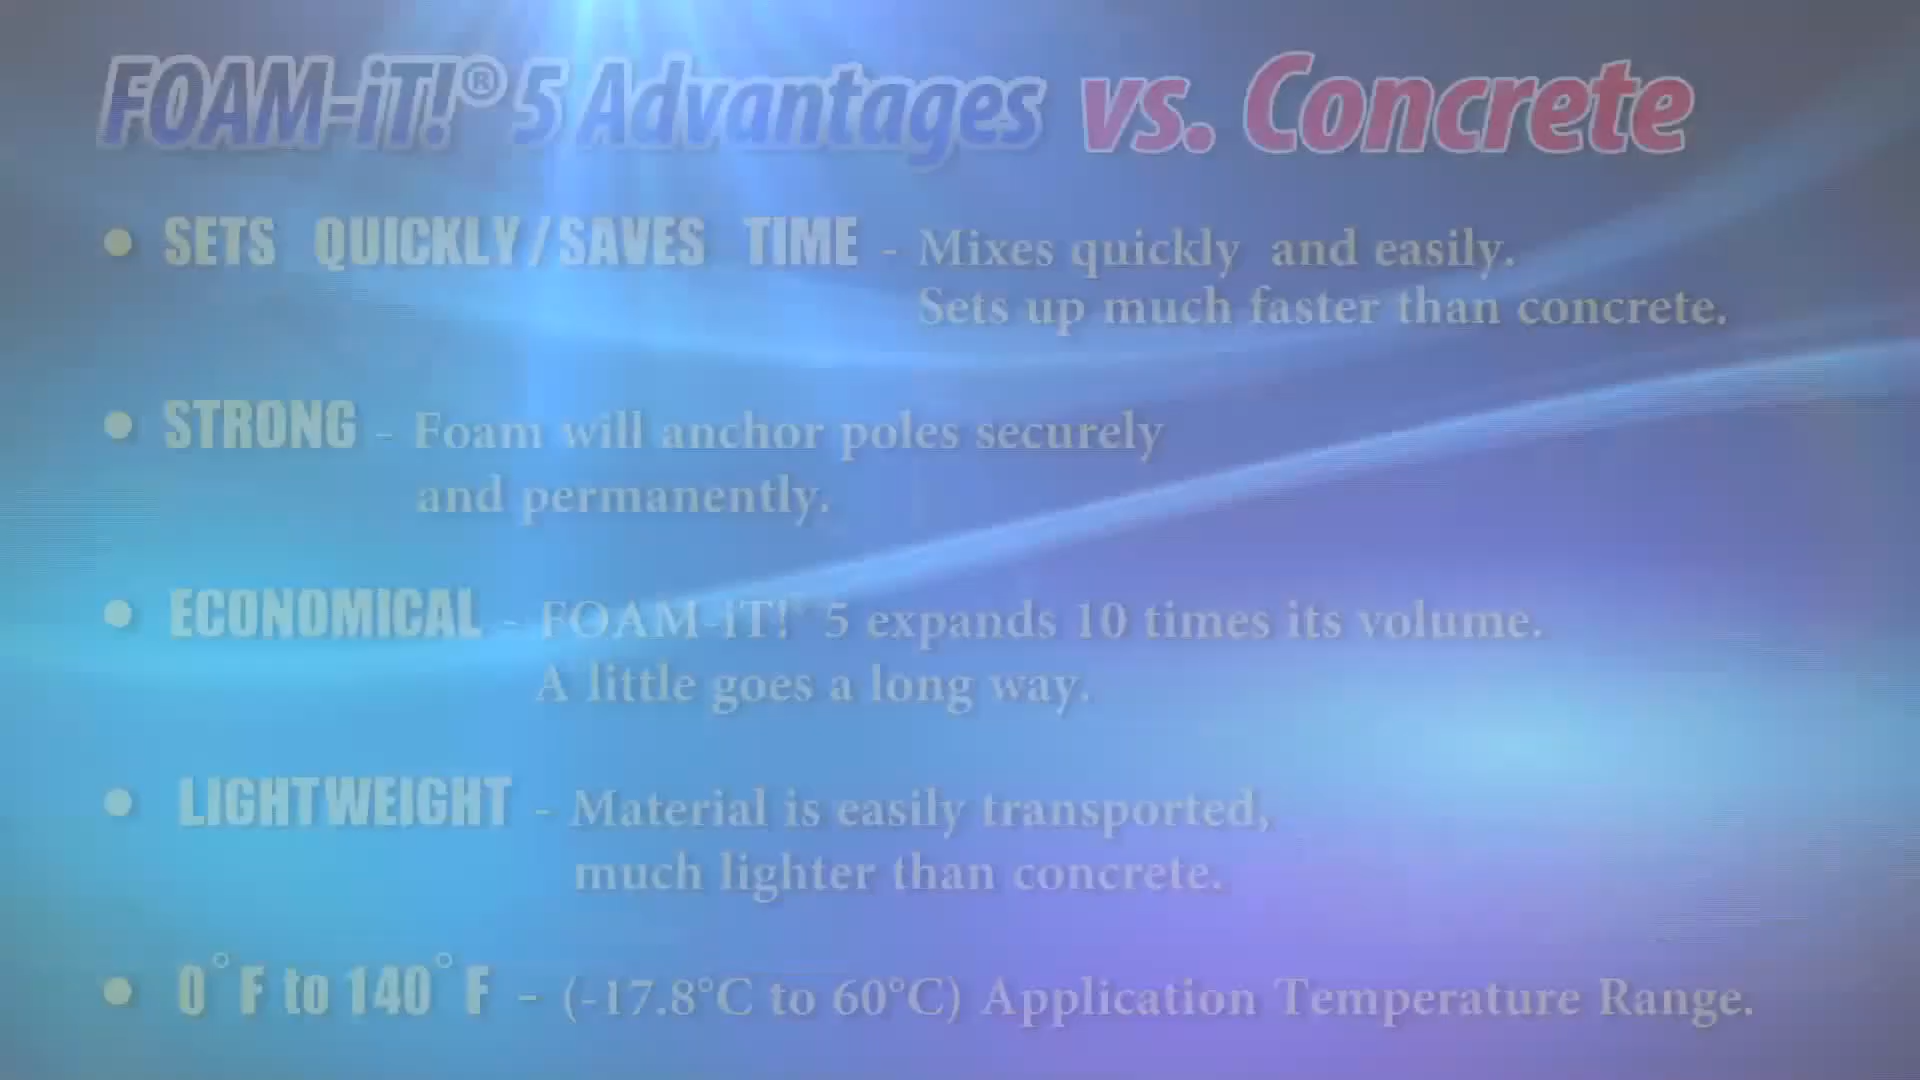 FOAM-iT!® 5 Advantages vs. Concrete
• SETS QUICKLY/SAVES TIME - Mixes quickly and easily.
Sets up much faster than concrete.
• STRONG - Foam will anchor poles securely
and permanently.
• ECONOMICAL - FOAM-iT!® 5 expands 10 times its volume.
A little goes a long way.
• LIGHTWEIGHT - Material is easily transported,
much lighter than concrete.
• 0°F to 140°F - (-17.8°C to 60°C) Application Temperature Range.